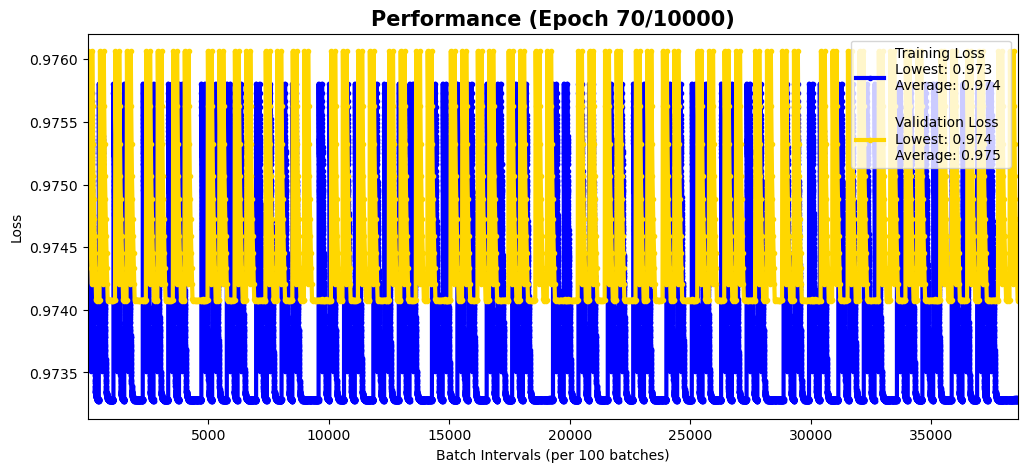 Performance (Epoch 70/10000)
Training Loss
Lowest: 0.973
Average: 0.974
Validation Loss
Lowest: 0.974
Average: 0.975
Loss
0.9760
0.9755
0.9750
0.9745
0.9740
0.9735
5000 10000 15000 20000 25000 30000 35000
Batch Intervals (per 100 batches)